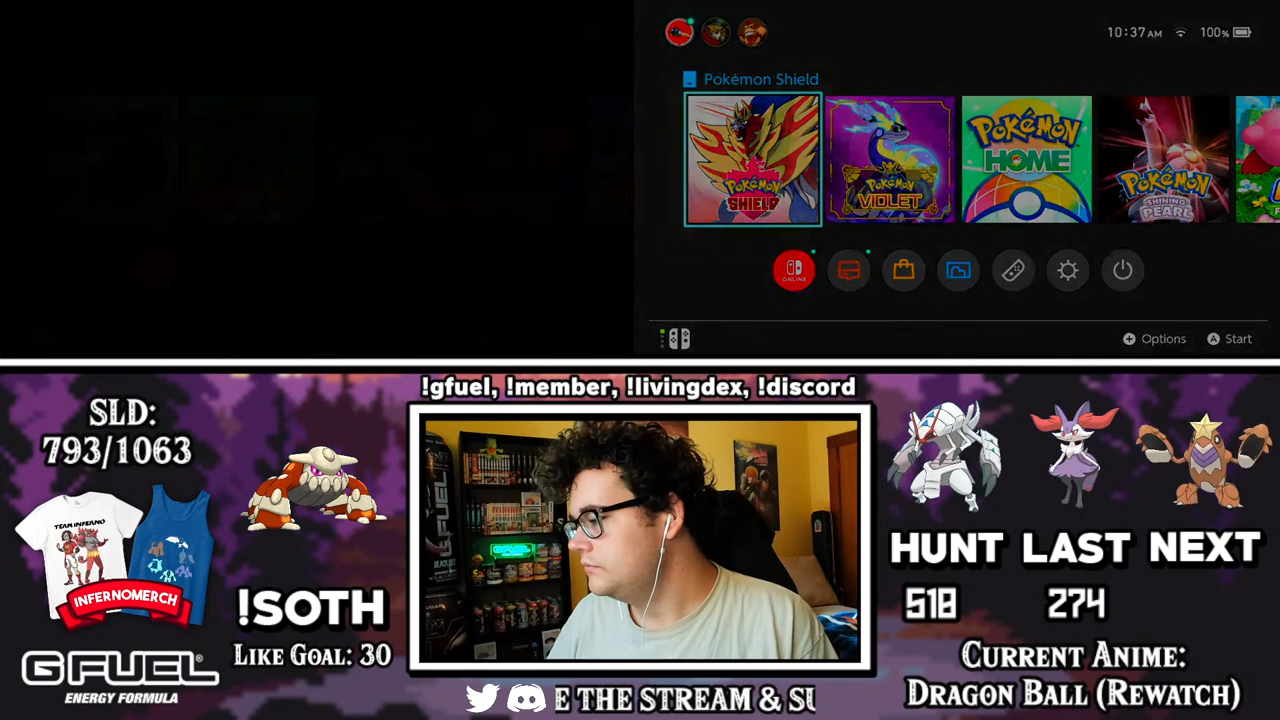 10:37 AM 100%
Pokémon Shield
POKÉMON SHIELD
POKÉMON VIOLET
POKÉMON HOME
POKÉMON SHINING PEARL
ONLINE
Options Start
!gfuel, !member, !livingdex, !discord
SLD:
793/1063
TEAM INFERNO
INFERNOMERCH
!SOTH
LIKE GOAL: 30
G FUEL®
ENERGY FORMULA
GFUEL
HUNT LAST NEXT
518 274
CURRENT ANIME:
DRAGON BALL (REWATCH)
E THE STREAM & SU